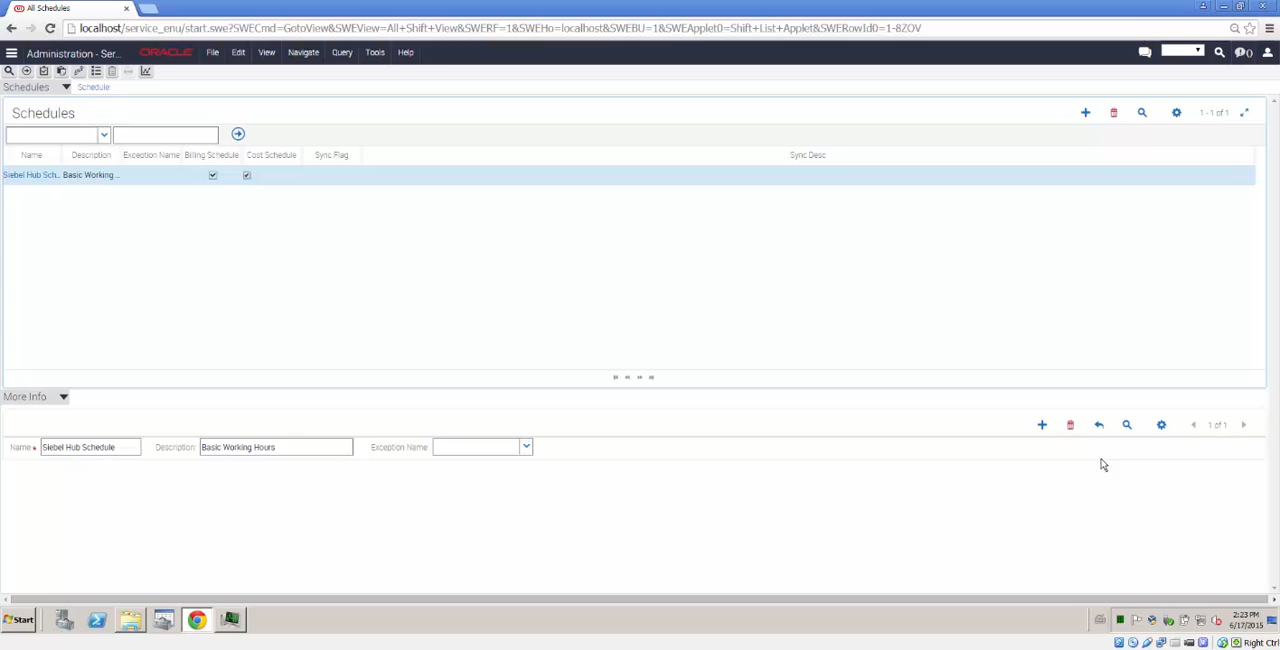 All Schedules
localhost/service_enu/start.swe?SWECmd=GotoView&SWEView=All+Shift+View&SWERF=1&SWEHo=localhost&SWEBU=1&SWEApplet0=Shift+List+Applet&SWERowId0=1-8ZOV
Administration - Ser... ORACLE File Edit View Navigate Query Tools Help 0
Schedules Schedule
Schedules 1 - 1 of 1
Name Description Exception Name Billing Schedule Cost Schedule Sync Flag Sync Desc
Siebel Hub Sch... Basic Working ...
More Info
1 of 1
Name Siebel Hub Schedule Description: Basic Working Hours Exception Name:
Start 2:23 PM
6/17/2015
Right Ctrl